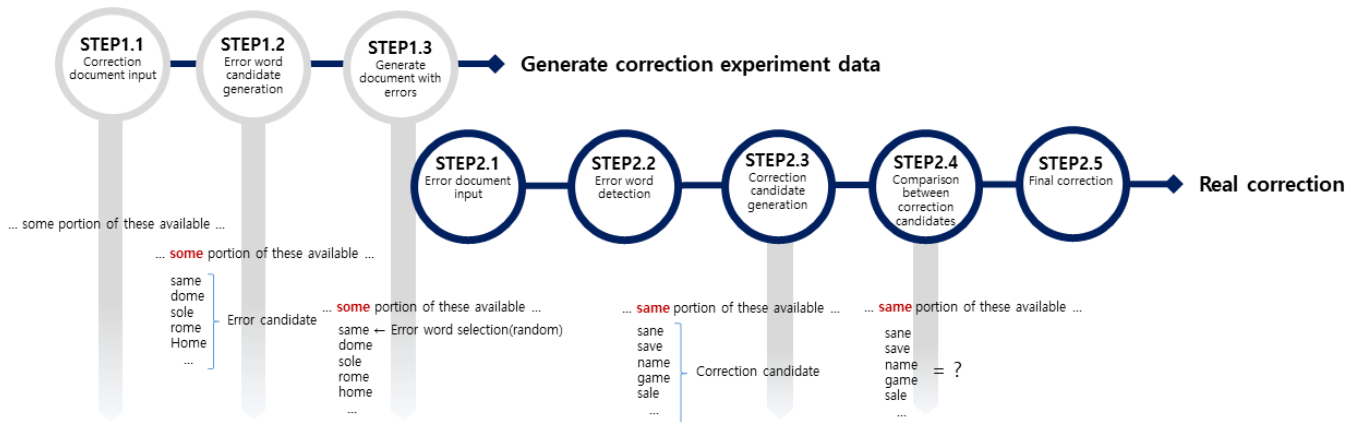 STEP1.1
Correction
document input
STEP1.2
Error word
candidate
generation
STEP1.3
Generate
document with
errors
Generate correction experiment data
STEP2.1
Error document
input
STEP2.2
Error word
detection
STEP2.3
Correction
candidate
generation
STEP2.4
Comparison
between
correction
candidates
STEP2.5
Final correction
Real correction
... some portion of these available ...
... some portion of these available ...
same
dome
sole
rome
Home
...
Error candidate
... some portion of these available ...
same ← Error word selection(random)
dome
sole
rome
home
...
... same portion of these available ...
sane
save
name
game
sale
...
Correction candidate
... same portion of these available ...
sane
save
name
game
sale
...
= ?